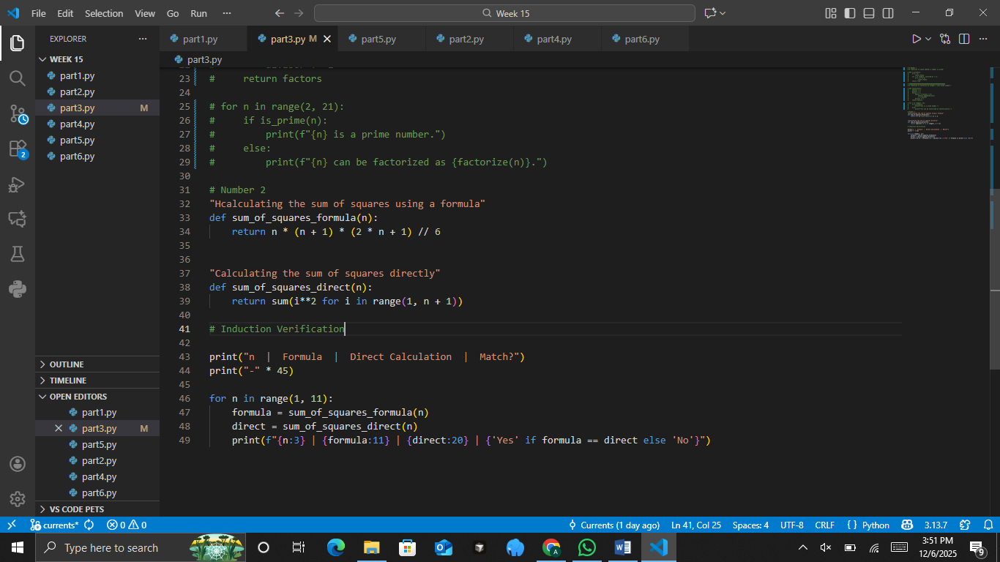 File Edit Selection View Go Run ··· Week 15
EXPLORER ···
WEEK 15
part1.py
part2.py
part3.py M
part4.py
part5.py
part6.py
OUTLINE
TIMELINE
OPEN EDITORS
part1.py
part3.py M
part5.py
part2.py
part4.py
part6.py
VS CODE PETS
2
part1.py part3.py M part5.py part2.py part4.py part6.py ···
part3.py
23 #     return factors
24
25 # for n in range(2, 21):
26 #     if is_prime(n):
27 #         print(f"{n} is a prime number.")
28 #     else:
29 #         print(f"{n} can be factorized as {factorize(n)}.")
30
31 # Number 2
32 "Hcalculating the sum of squares using a formula"
33 def sum_of_squares_formula(n):
34     return n * (n + 1) * (2 * n + 1) // 6
35
36
37 "Calculating the sum of squares directly"
38 def sum_of_squares_direct(n):
39     return sum(i**2 for i in range(1, n + 1))
40
41 # Induction Verification
42
43 print("n  |  Formula  |  Direct Calculation  |  Match?")
44 print("-" * 45)
45
46 for n in range(1, 11):
47     formula = sum_of_squares_formula(n)
48     direct = sum_of_squares_direct(n)
49     print(f"{n:3} | {formula:11} | {direct:20} | {'Yes' if formula == direct else 'No'}")
currents* 0 0 Currents (1 day ago) Ln 41, Col 25 Spaces: 4 UTF-8 CRLF { } Python 3.13.7
Type here to search
3:51 PM
12/6/2025
9